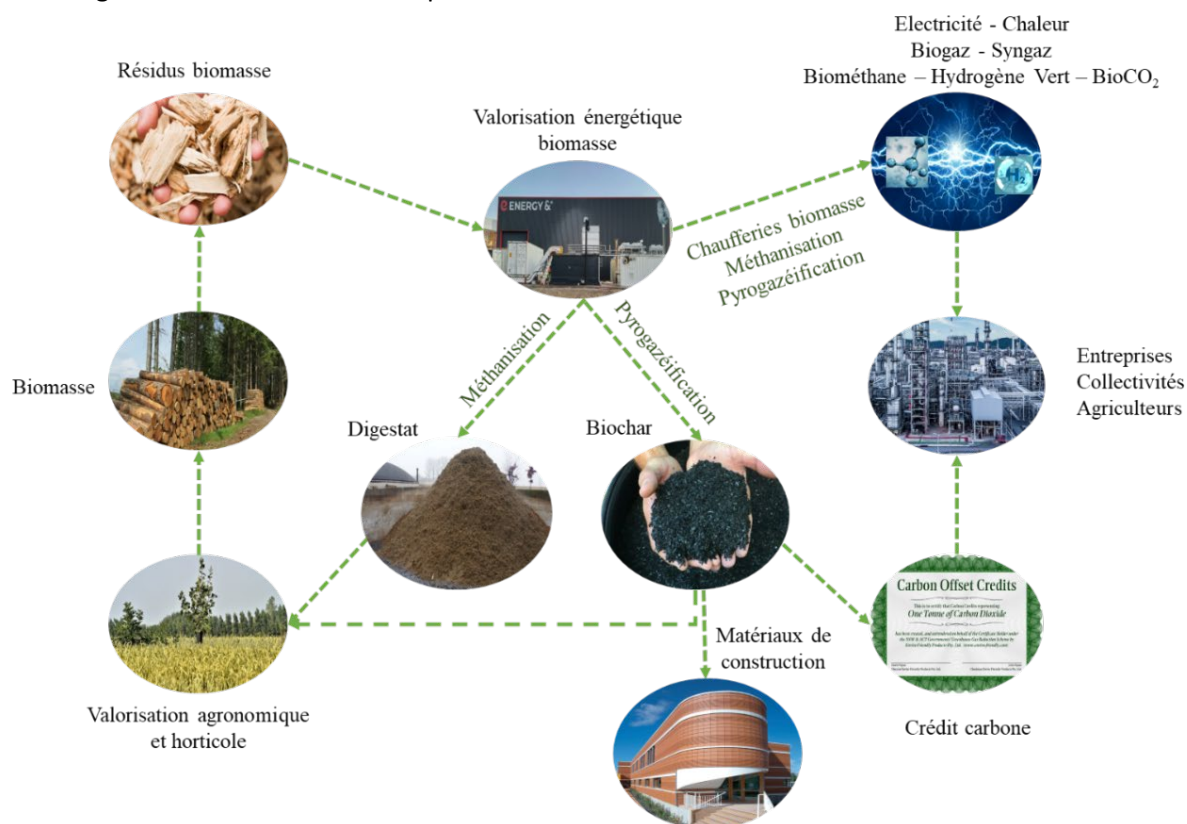 Electricité - Chaleur
Biogaz - Syngaz
Biométhane – Hydrogène Vert – BioCO₂
Résidus biomasse
Valorisation énergétique
biomasse
ENERGY &
H₂
Chaufferies biomasse
Méthanisation
Pyrogazéification
Biomasse
Méthanisation
Pyrogazéification
Entreprises
Collectivités
Agriculteurs
Digestat
Biochar
Carbon Offset Credits
One Tonne of Carbon Dioxide
Matériaux de
construction
Valorisation agronomique
et horticole
Crédit carbone